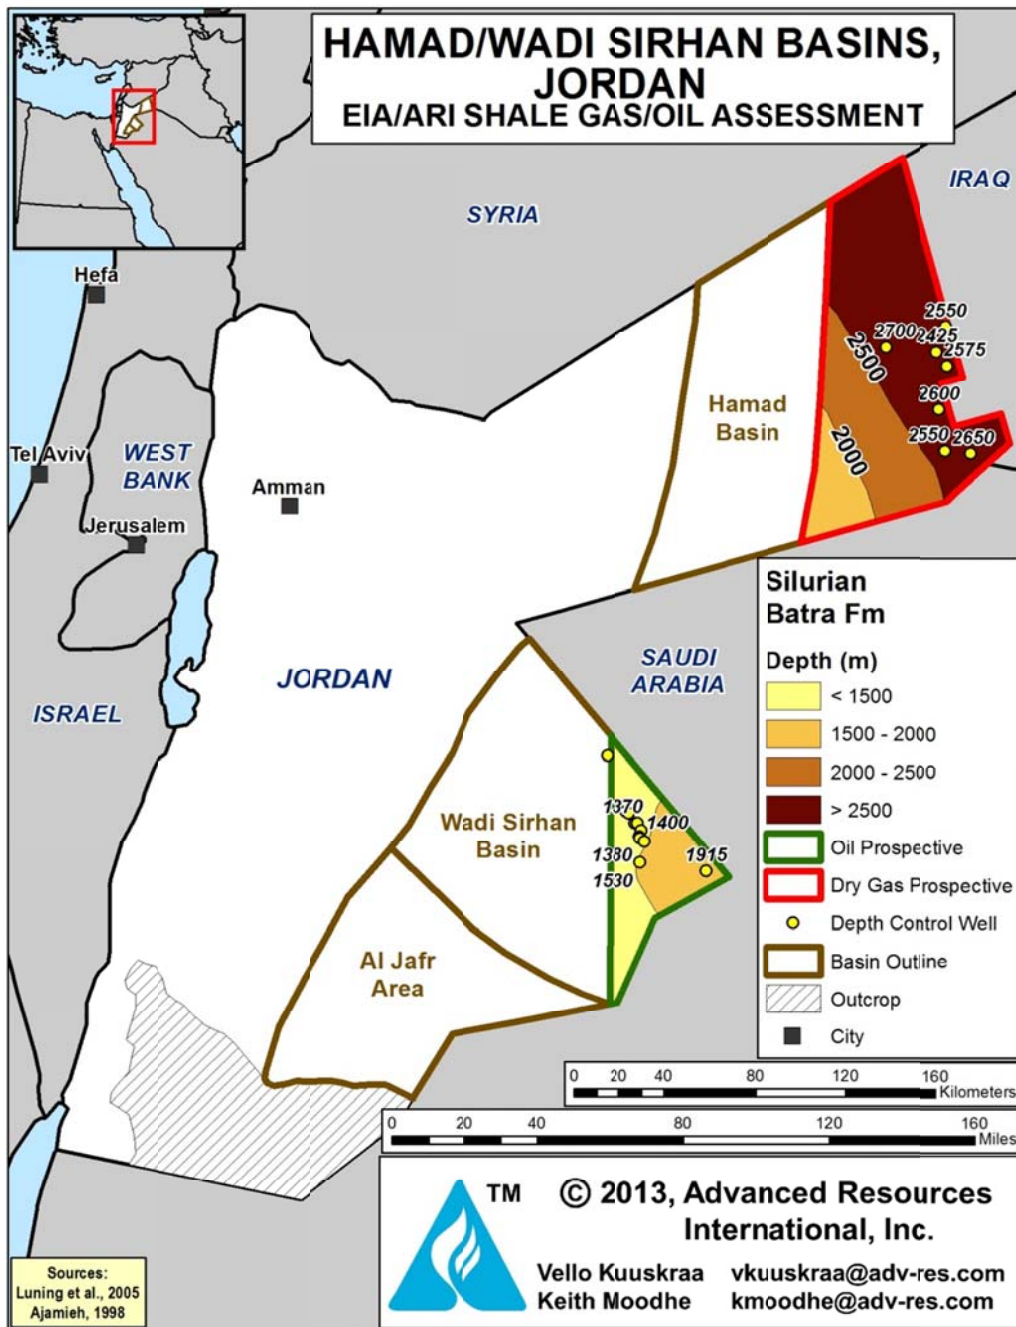 HAMAD/WADI SIRHAN BASINS,
JORDAN
EIA/ARI SHALE GAS/OIL ASSESSMENT
IRAQ
SYRIA
Hefa
2550
2700
2425
2500
2575
Hamad
Basin
2600
2000
2550
2650
Tel Aviv
WEST
BANK
Amman
Jerusalem
Silurian
Batra Fm
Depth (m)
< 1500
1500 - 2000
2000 - 2500
> 2500
Oil Prospective
Dry Gas Prospective
Depth Control Well
Basin Outline
Outcrop
City
SAUDI
ARABIA
JORDAN
ISRAEL
Wadi Sirhan
Basin
1370
1400
1380
1530
1915
Al Jafr
Area
0 20 40 80 120 160
Kilometers
0 20 40 80 120 160
Miles
TM
© 2013, Advanced Resources
International, Inc.
Vello Kuuskraa vkuuskraa@adv-res.com
Keith Moodhe kmoodhe@adv-res.com
Sources:
Luning et al., 2005
Ajamieh, 1998